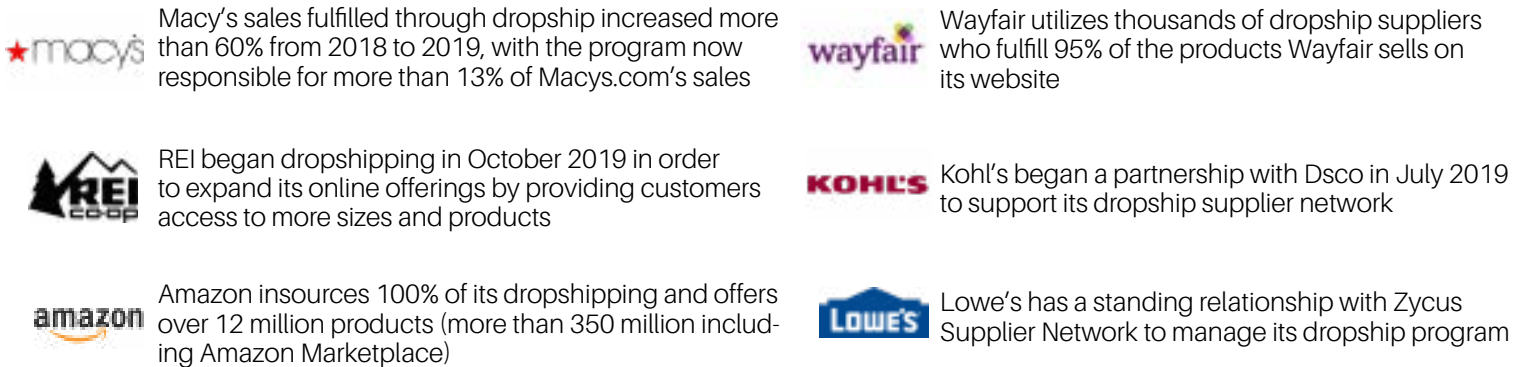 macy's
Macy's sales fulfilled through dropship increased more
than 60% from 2018 to 2019, with the program now
responsible for more than 13% of Macys.com's sales
wayfair
Wayfair utilizes thousands of dropship suppliers
who fulfill 95% of the products Wayfair sells on
its website
REI
CO·OP
REI began dropshipping in October 2019 in order
to expand its online offerings by providing customers
access to more sizes and products
KOHL'S
Kohl's began a partnership with Dsco in July 2019
to support its dropship supplier network
amazon
Amazon insources 100% of its dropshipping and offers
over 12 million products (more than 350 million includ-
ing Amazon Marketplace)
LOWE'S
Lowe's has a standing relationship with Zycus
Supplier Network to manage its dropship program